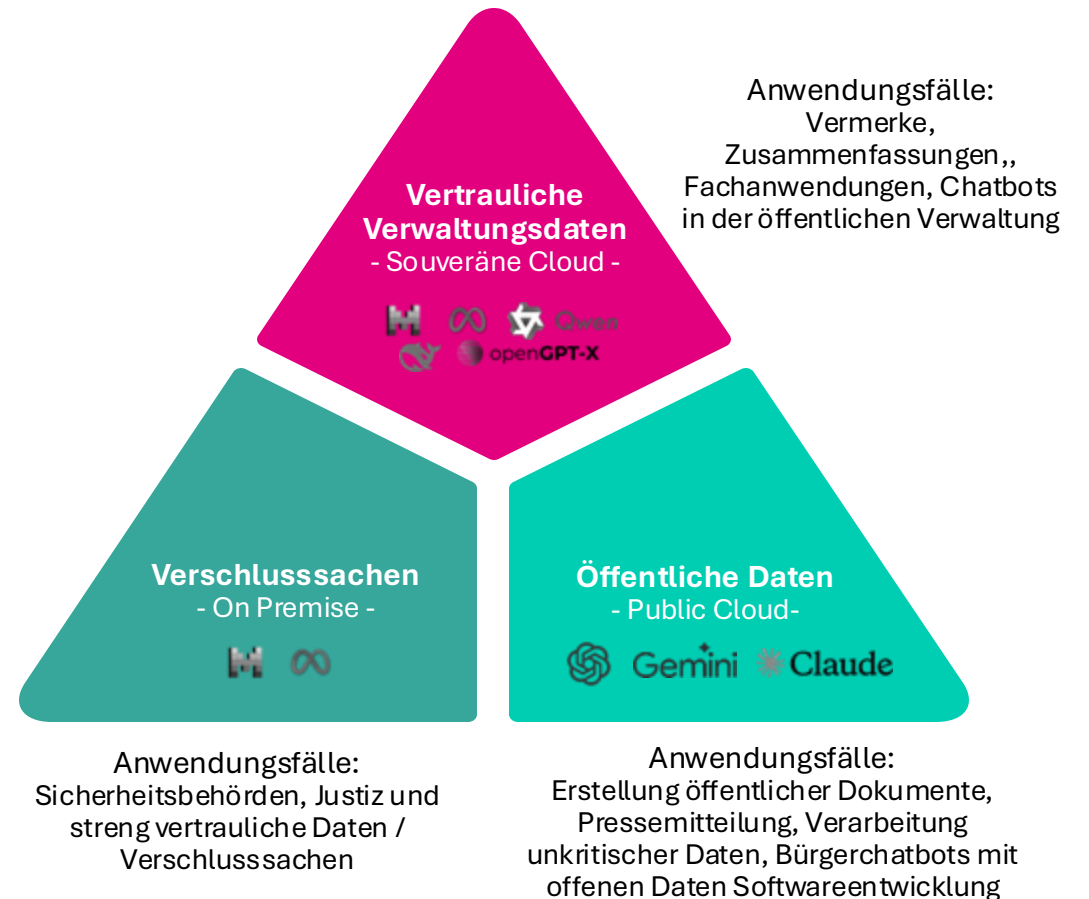 Anwendungsfälle:
Vermerke,
Zusammenfassungen,,
Fachanwendungen, Chatbots
in der öffentlichen Verwaltung
Vertrauliche
Verwaltungsdaten
- Souveräne Cloud -
Qwen
openGPT-X
Verschlusssachen
- On Premise -
Öffentliche Daten
- Public Cloud-
Gemini Claude
Anwendungsfälle:
Sicherheitsbehörden, Justiz und
streng vertrauliche Daten /
Verschlusssachen
Anwendungsfälle:
Erstellung öffentlicher Dokumente,
Pressemitteilung, Verarbeitung
unkritischer Daten, Bürgerchatbots mit
offenen Daten Softwareentwicklung